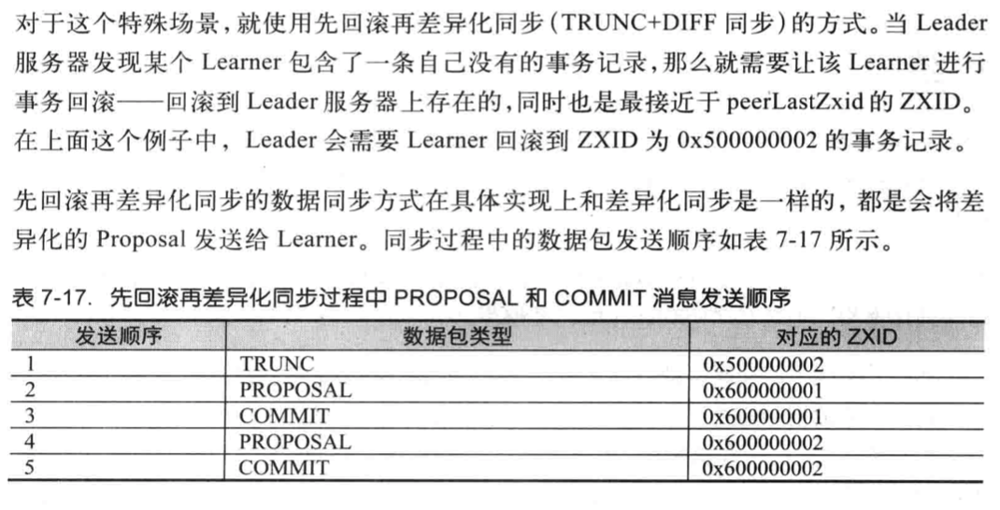 对于这个特殊场景,就使用先回滚再差异化同步(TRUNC+DIFF 同步)的方式。当 Leader
服务器发现某个 Learner 包含了一条自己没有的事务记录,那么就需要让该 Learner 进行
事务回滚——回滚到 Leader 服务器上存在的,同时也是最接近于 peerLastZxid 的 ZXID。
在上面这个例子中，Leader 会需要 Learner 回滚到 ZXID 为 0x500000002 的事务记录。
先回滚再差异化同步的数据同步方式在具体实现上和差异化同步是一样的，都是会将差
异化的 Proposal 发送给 Learner。同步过程中的数据包发送顺序如表 7-17 所示。
表 7-17. 先回滚再差异化同步过程中 PROPOSAL 和 COMMIT 消息发送顺序
发送顺序 数据包类型 对应的 ZXID
1 TRUNC 0x500000002
2 PROPOSAL 0x600000001
3 COMMIT 0x600000001
4 PROPOSAL 0x600000002
5 COMMIT 0x600000002